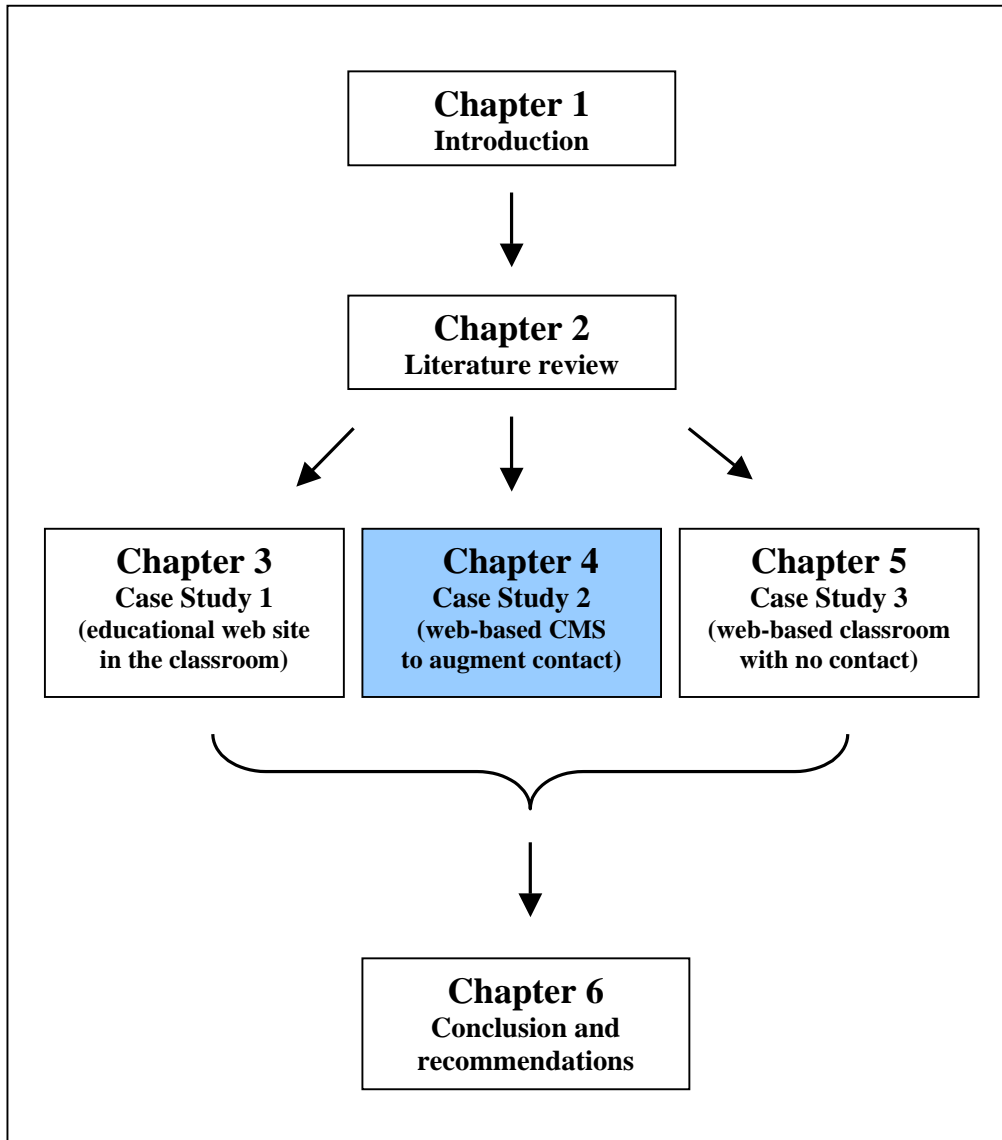 Chapter 1
Introduction
Chapter 2
Literature review
Chapter 3
Case Study 1
(educational web site
in the classroom)
Chapter 4
Case Study 2
(web-based CMS
to augment contact)
Chapter 5
Case Study 3
(web-based classroom
with no contact)
Chapter 6
Conclusion and
recommendations